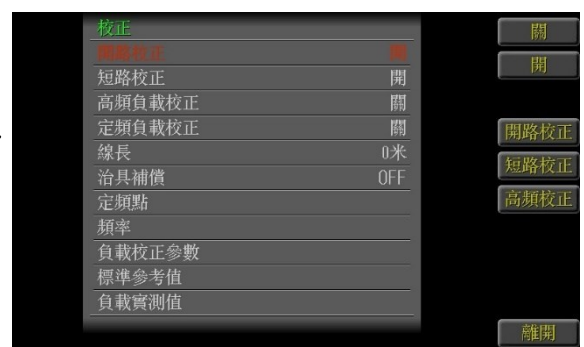 校正
開路校正 開
短路校正 開
高頻負載校正 關
定頻負載校正 關
線長 0米
治具補償 OFF
定頻點
頻率
負載校正參數
標準參考值
負載實測值
關
開
開路校正
短路校正
高頻校正
離開